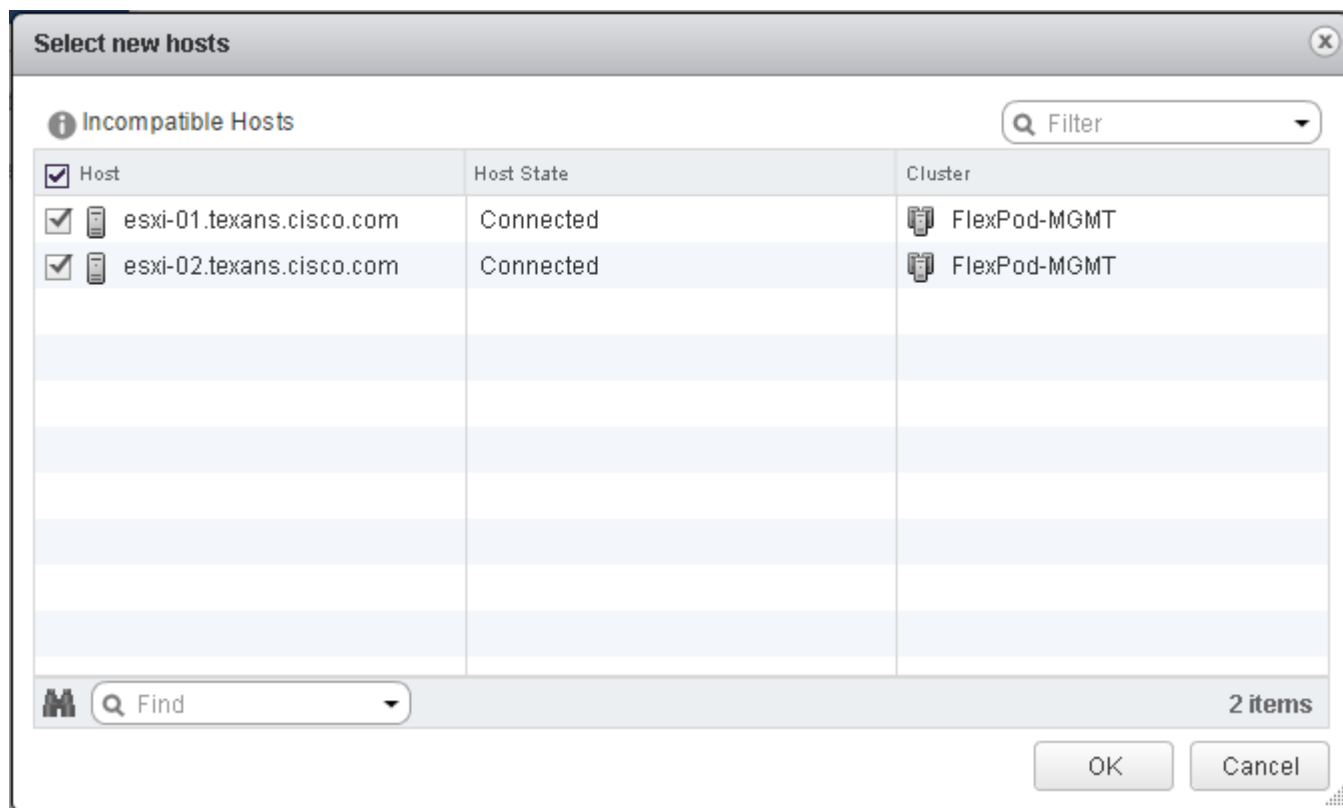 Select new hosts
Incompatible Hosts
Filter
Host Host State Cluster
esxi-01.texans.cisco.com Connected FlexPod-MGMT
esxi-02.texans.cisco.com Connected FlexPod-MGMT
Find 2 items
OK Cancel